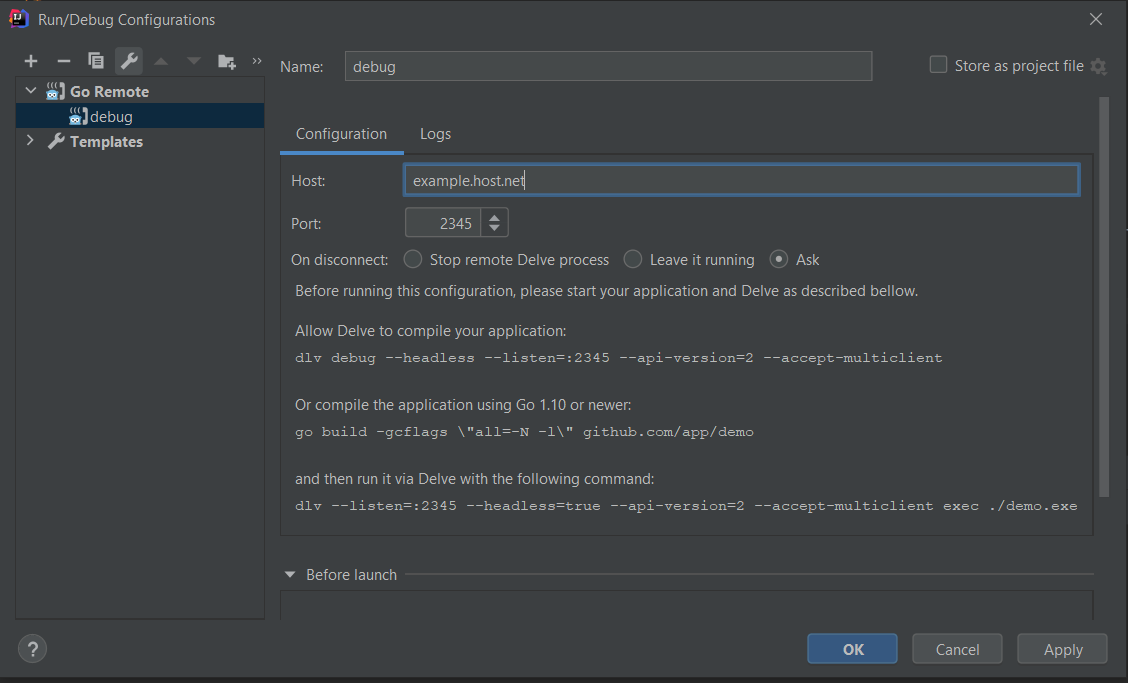 Run/Debug Configurations
Name: debug
Store as project file
Go Remote
debug
Templates
Configuration Logs
Host: example.host.net
Port: 2345
On disconnect: Stop remote Delve process Leave it running Ask
Before running this configuration, please start your application and Delve as described bellow.
Allow Delve to compile your application:
dlv debug --headless --listen=:2345 --api-version=2 --accept-multiclient
Or compile the application using Go 1.10 or newer:
go build -gcflags \"all=-N -l\" github.com/app/demo
and then run it via Delve with the following command:
dlv --listen=:2345 --headless=true --api-version=2 --accept-multiclient exec ./demo.exe
Before launch
? OK Cancel Apply